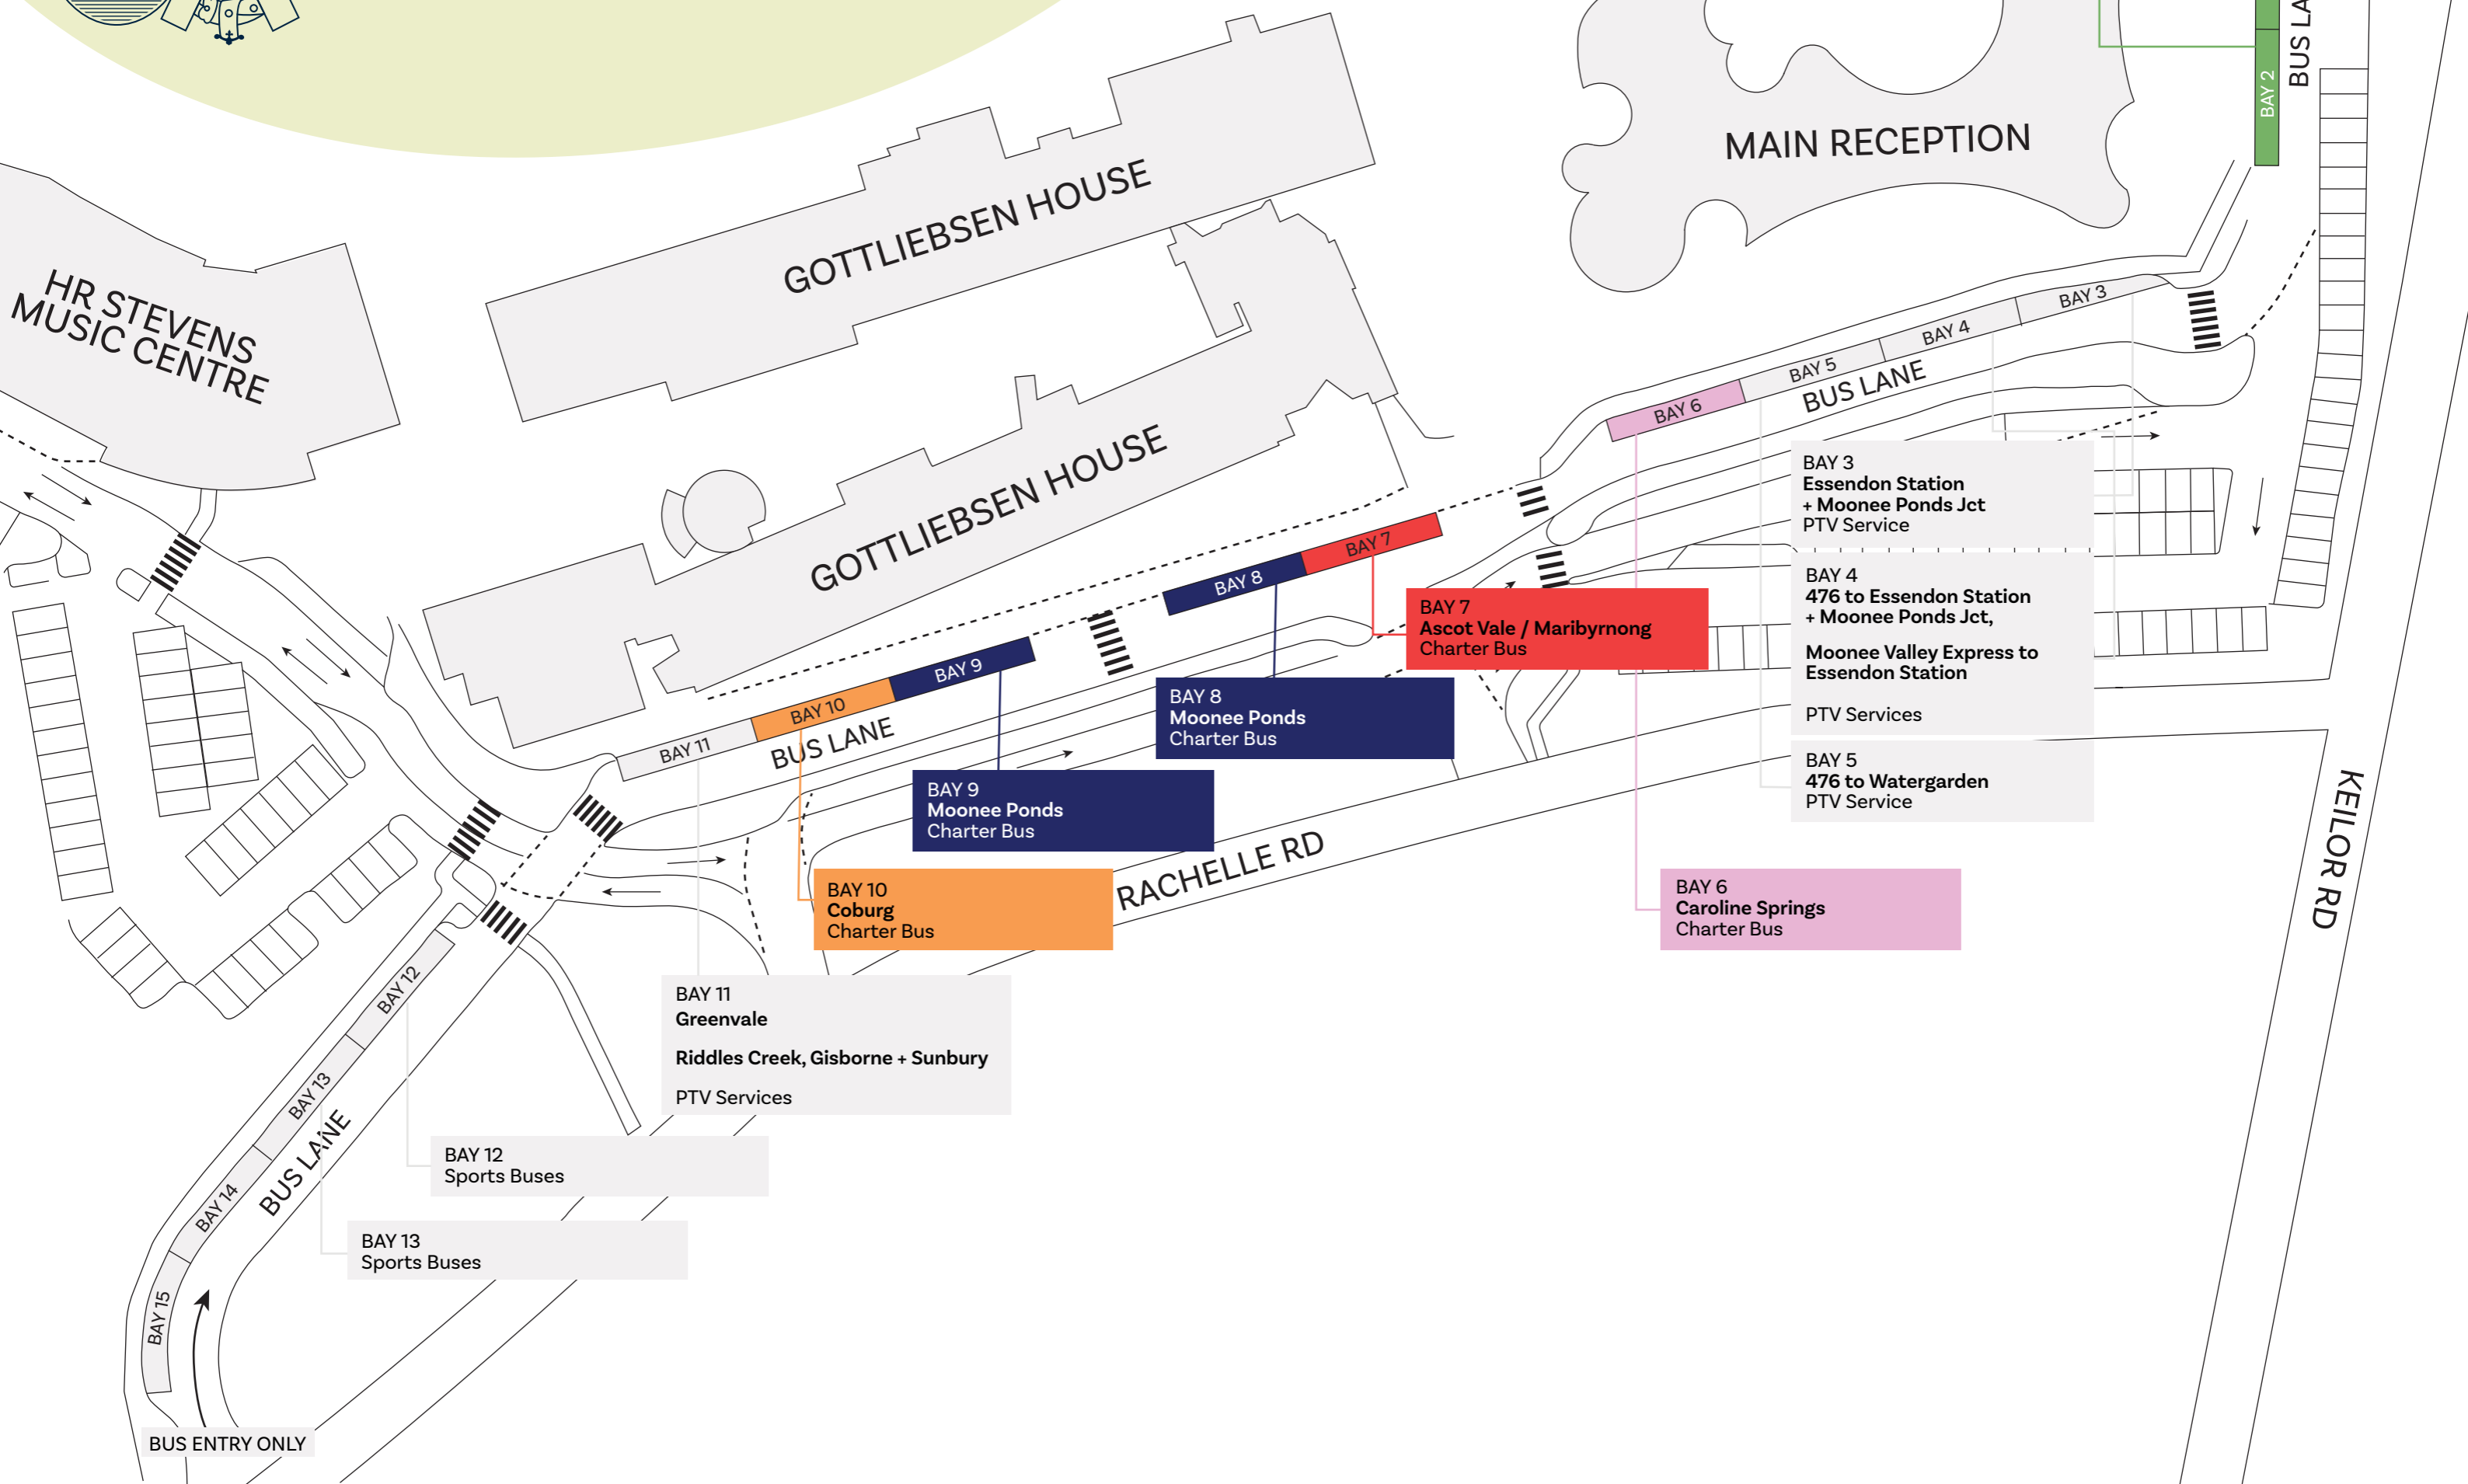 BUS LA
BAY 2
MAIN RECEPTION
GOTTLIEBSEN HOUSE
HR STEVENS
MUSIC CENTRE
GOTTLIEBSEN HOUSE
BAY 3
BAY 4
BAY 5
BAY 6
BUS LANE
BAY 3
Essendon Station
+ Moonee Ponds Jct
PTV Service
BAY 4
476 to Essendon Station
+ Moonee Ponds Jct,
Moonee Valley Express to
Essendon Station
PTV Services
BAY 5
476 to Watergarden
PTV Service
BAY 7
BAY 8
BAY 7
Ascot Vale / Maribyrnong
Charter Bus
BAY 8
Moonee Ponds
Charter Bus
BAY 9
BAY 10
BAY 11
BUS LANE
BAY 9
Moonee Ponds
Charter Bus
BAY 10
Coburg
Charter Bus
RACHELLE RD
BAY 6
Caroline Springs
Charter Bus
KEILOR RD
BAY 11
Greenvale
Riddles Creek, Gisborne + Sunbury
PTV Services
BAY 12
BAY 13
BAY 14
BAY 15
BUS LANE
BAY 12
Sports Buses
BAY 13
Sports Buses
BUS ENTRY ONLY